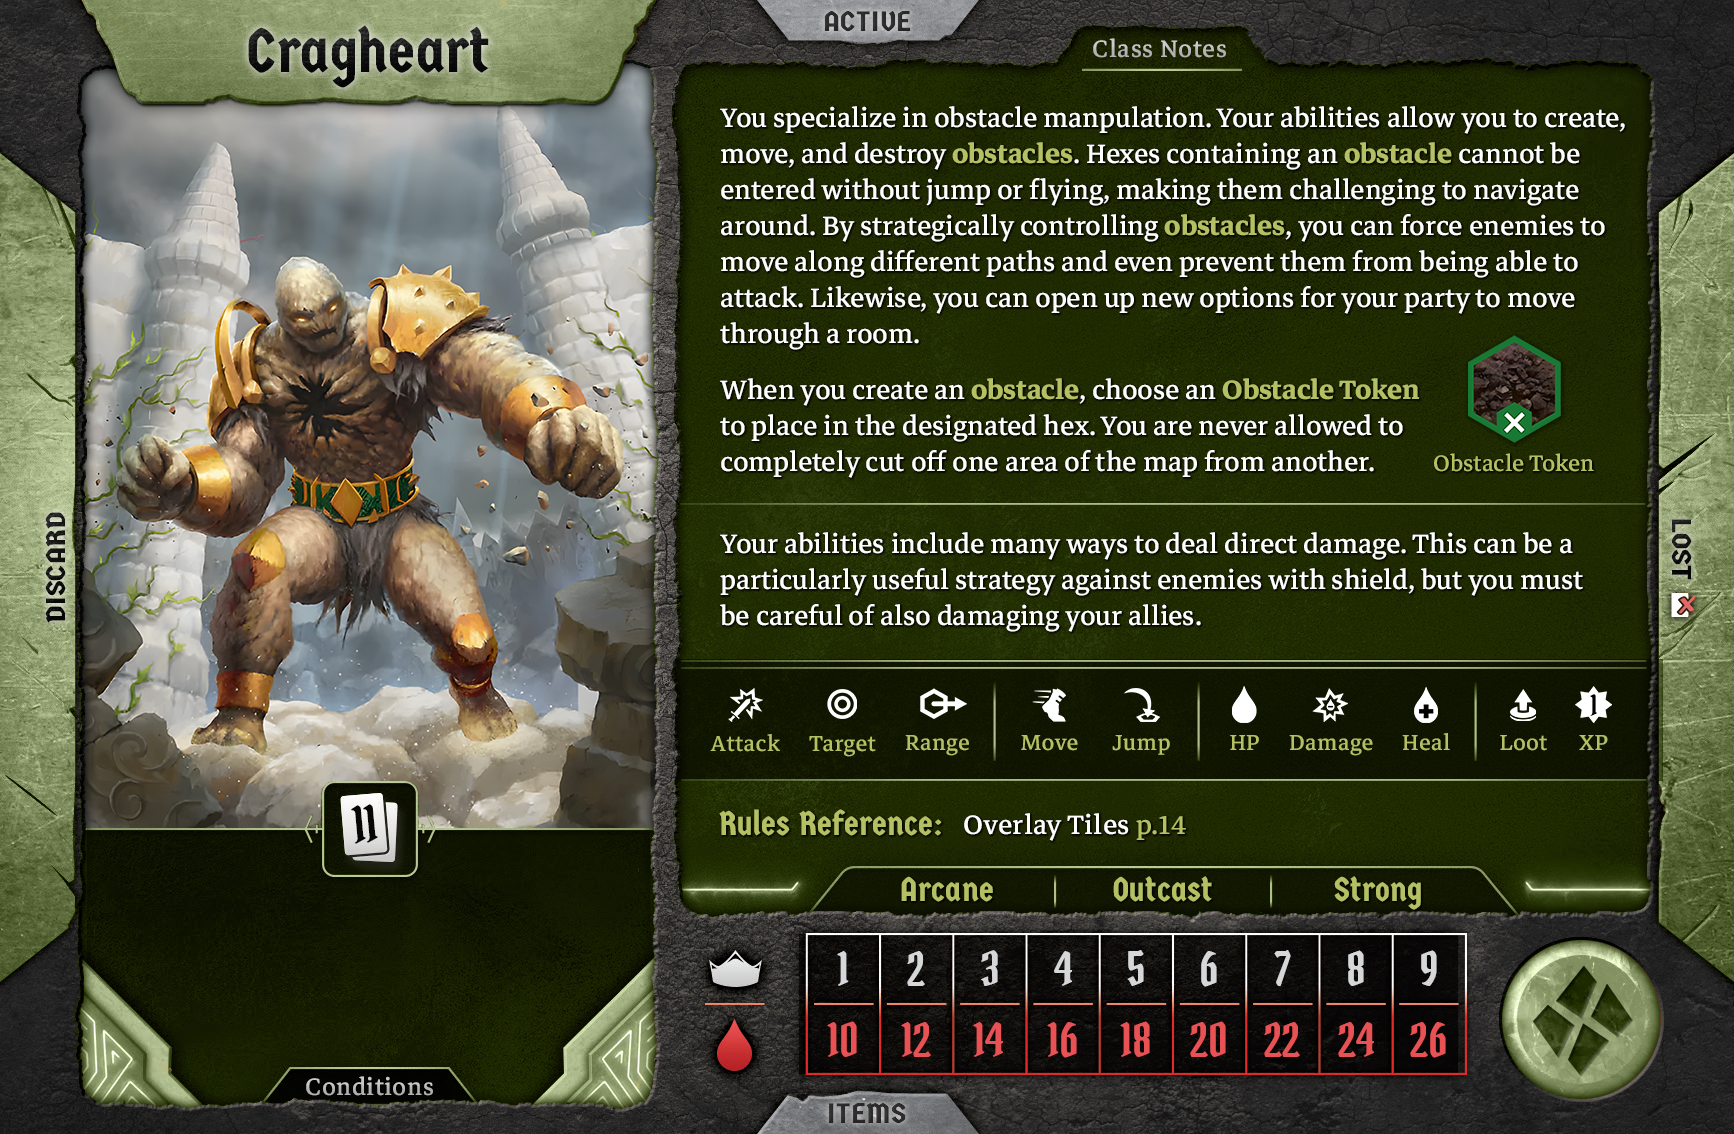 Cragheart
ACTIVE
Class Notes
You specialize in obstacle manpulation. Your abilities allow you to create,
move, and destroy obstacles. Hexes containing an obstacle cannot be
entered without jump or flying, making them challenging to navigate
around. By strategically controlling obstacles, you can force enemies to
move along different paths and even prevent them from being able to
attack. Likewise, you can open up new options for your party to move
through a room.
When you create an obstacle, choose an Obstacle Token
to place in the designated hex. You are never allowed to
completely cut off one area of the map from another.
Obstacle Token
Your abilities include many ways to deal direct damage. This can be a
particularly useful strategy against enemies with shield, but you must
be careful of also damaging your allies.
1
Attack Target Range Move Jump HP Damage Heal Loot XP
Rules Reference: Overlay Tiles p.14
Arcane Outcast Strong
1 2 3 4 5 6 7 8 9
10 12 14 16 18 20 22 24 26
DISCARD
LOST
11
Conditions
ITEMS